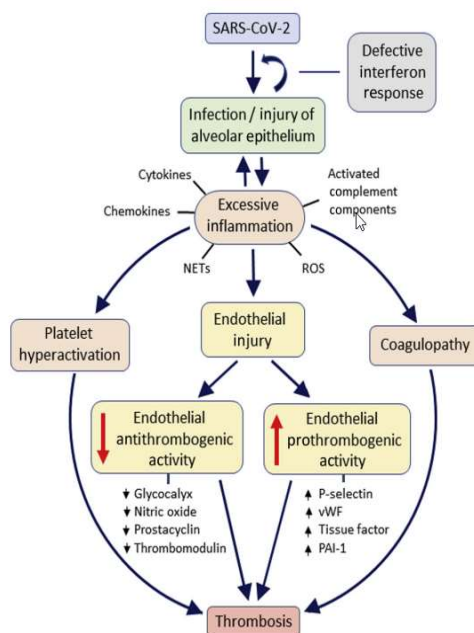 SARS-CoV-2
Defective
interferon
response
Infection / injury of
alveolar epithelium
Cytokines
Activated
complement
components
Chemokines
Excessive
inflammation
NETs
ROS
Platelet
hyperactivation
Endothelial
injury
Coagulopathy
Endothelial
antithrombogenic
activity
Endothelial
prothrombogenic
activity
Glycocalyx
Nitric oxide
Prostacyclin
Thrombomodulin
P-selectin
vWF
Tissue factor
PAI-1
Thrombosis